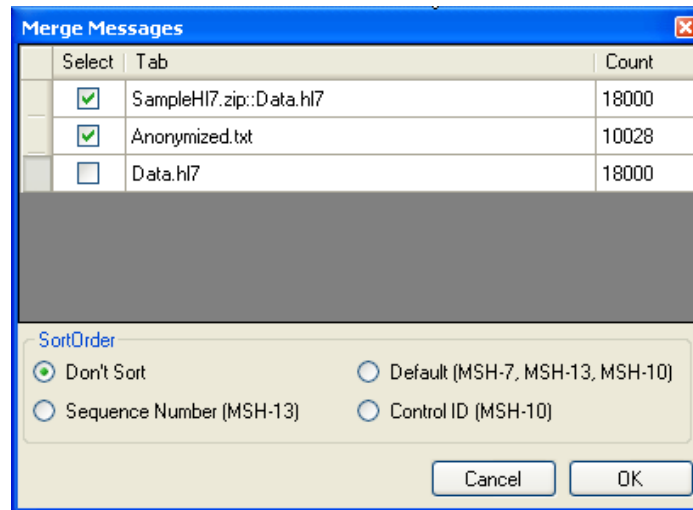 Merge Messages
Select Tab Count
SampleHl7.zip::Data.hl7 18000
Anonymized.txt 10028
Data.hl7 18000
SortOrder
Don't Sort Default (MSH-7, MSH-13, MSH-10)
Sequence Number (MSH-13) Control ID (MSH-10)
Cancel OK